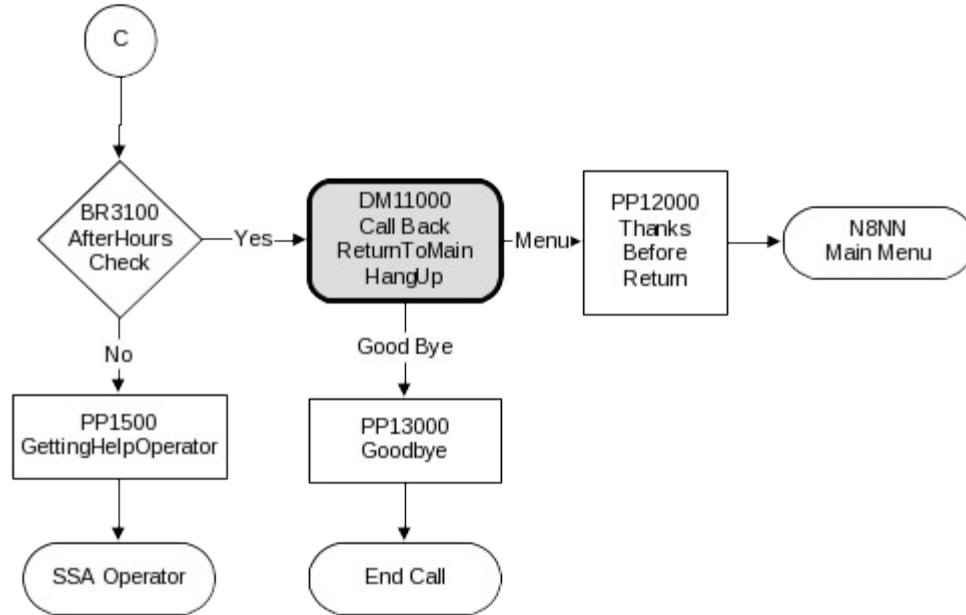 C
BR3100
AfterHours
Check
Yes
DM11000
Call Back
ReturnToMain
HangUp
Menu
PP12000
Thanks
Before
Return
N8NN
Main Menu
No
Good Bye
PP1500
GettingHelpOperator
PP13000
Goodbye
SSA Operator
End Call